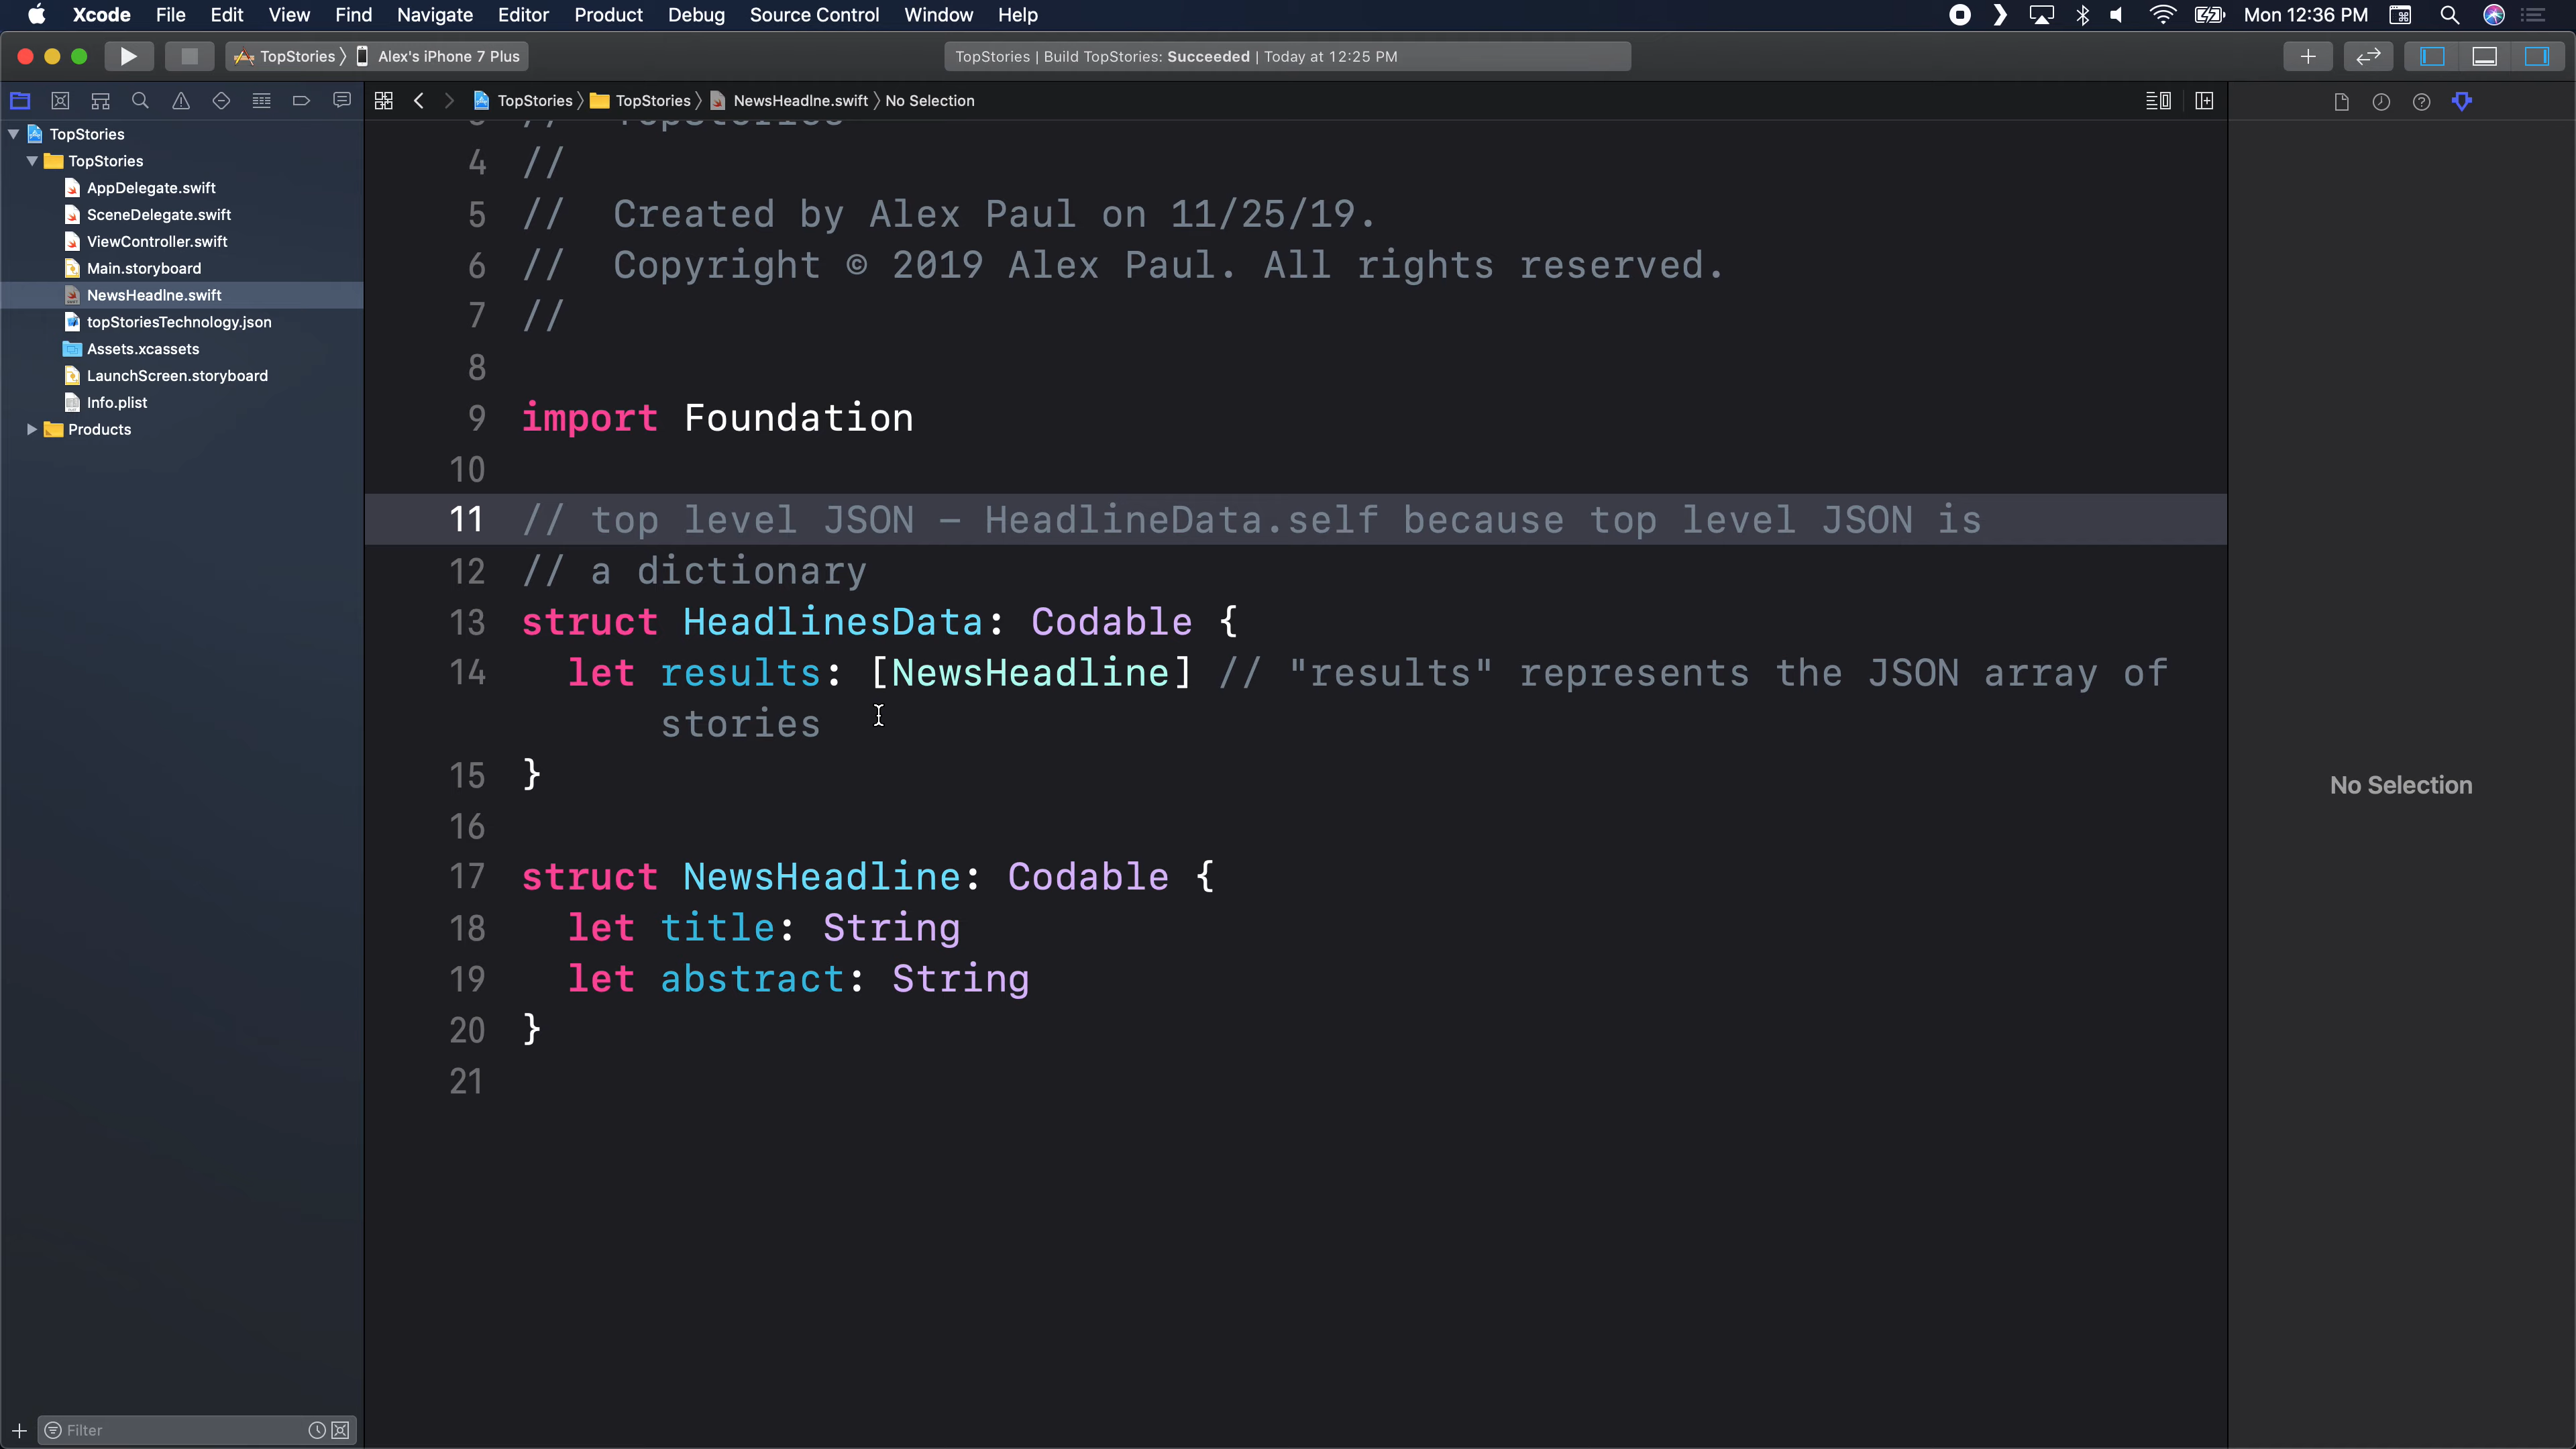 Xcode File Edit View Find Navigate Editor Product Debug Source Control Window Help Mon 12:36 PM
TopStories Alex's iPhone 7 Plus TopStories | Build TopStories: Succeeded | Today at 12:25 PM
TopStories TopStories NewsHeadlne.swift No Selection
TopStories
TopStories
AppDelegate.swift
SceneDelegate.swift
ViewController.swift
Main.storyboard
NewsHeadlne.swift
topStoriesTechnology.json
Assets.xcassets
LaunchScreen.storyboard
Info.plist
Products
Filter
3 // TopStories
4 //
5 // Created by Alex Paul on 11/25/19.
6 // Copyright © 2019 Alex Paul. All rights reserved.
7 //
8
9 import Foundation
10
11 // top level JSON - HeadlineData.self because top level JSON is
12 // a dictionary
13 struct HeadlinesData: Codable {
14 let results: [NewsHeadline] // "results" represents the JSON array of
stories
15 }
16
17 struct NewsHeadline: Codable {
18 let title: String
19 let abstract: String
20 }
21
No Selection